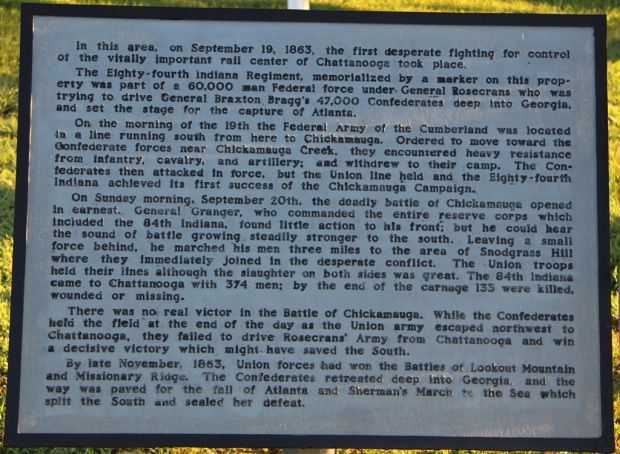 In this area, on September 19, 1863, the first desperate fighting for control
of the vitally important rail center of Chattanooga took place.
The Eighty-fourth Indiana Regiment, memorialized by a marker on this prop-
erty was part of a 60,000 man Federal force under General Rosecrans who was
trying to drive General Braxton Bragg's 47,000 Confederates deep into Georgia,
and set the stage for the capture of Atlanta.
On the morning of the 19th the Federal Army of the Cumberland was located
in a line running south from here to Chickamauga. Ordered to move toward the
Confederate forces near Chickamauga Creek, they encountered heavy resistance
from infantry, cavalry, and artillery; and withdrew to their camp. The Con-
federates then attacked in force, but the Union line held and the Eighty-fourth
Indiana achieved its first success of the Chickamauga Campaign.
On Sunday morning, September 20th, the deadly battle of Chickamauga opened
in earnest. General Granger, who commanded the entire reserve corps which
included the 84th Indiana, found little action to his front; but he could hear
the sounds of battle growing steadily stronger to the south. Leaving a small
force behind, he marched his men three miles to the area of Snodgrass Hill
where they immediately joined in the desperate conflict. The Union troops
held their lines although the slaughter on both sides was great. The 84th Indiana
came to Chattanooga with 374 men; by the end of the carnage 133 were killed,
wounded or missing.
There was no real victor in the Battle of Chickamauga. While the Confederates
held the field at the end of the day as the Union army escaped northwest to
Chattanooga, they failed to drive Rosecrans' Army from Chattanooga and win
a decisive victory which might have saved the South.
By late November, 1863, Union forces had won the Battles of Lookout Mountain
and Missionary Ridge. The Confederates retreated deep into Georgia, and the
way was paved for the fall of Atlanta and Sherman's March to the Sea which
split the South and sealed her defeat.